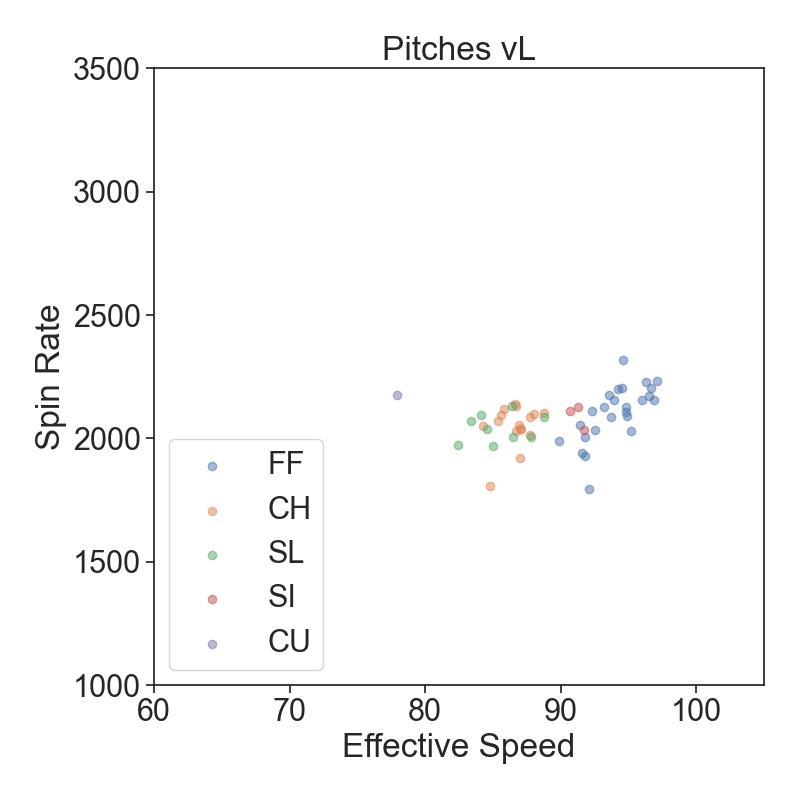 Pitches vL
3500
3000
2500
2000
1500
1000
Spin Rate
FF
CH
SL
SI
CU
60 70 80 90 100
Effective Speed